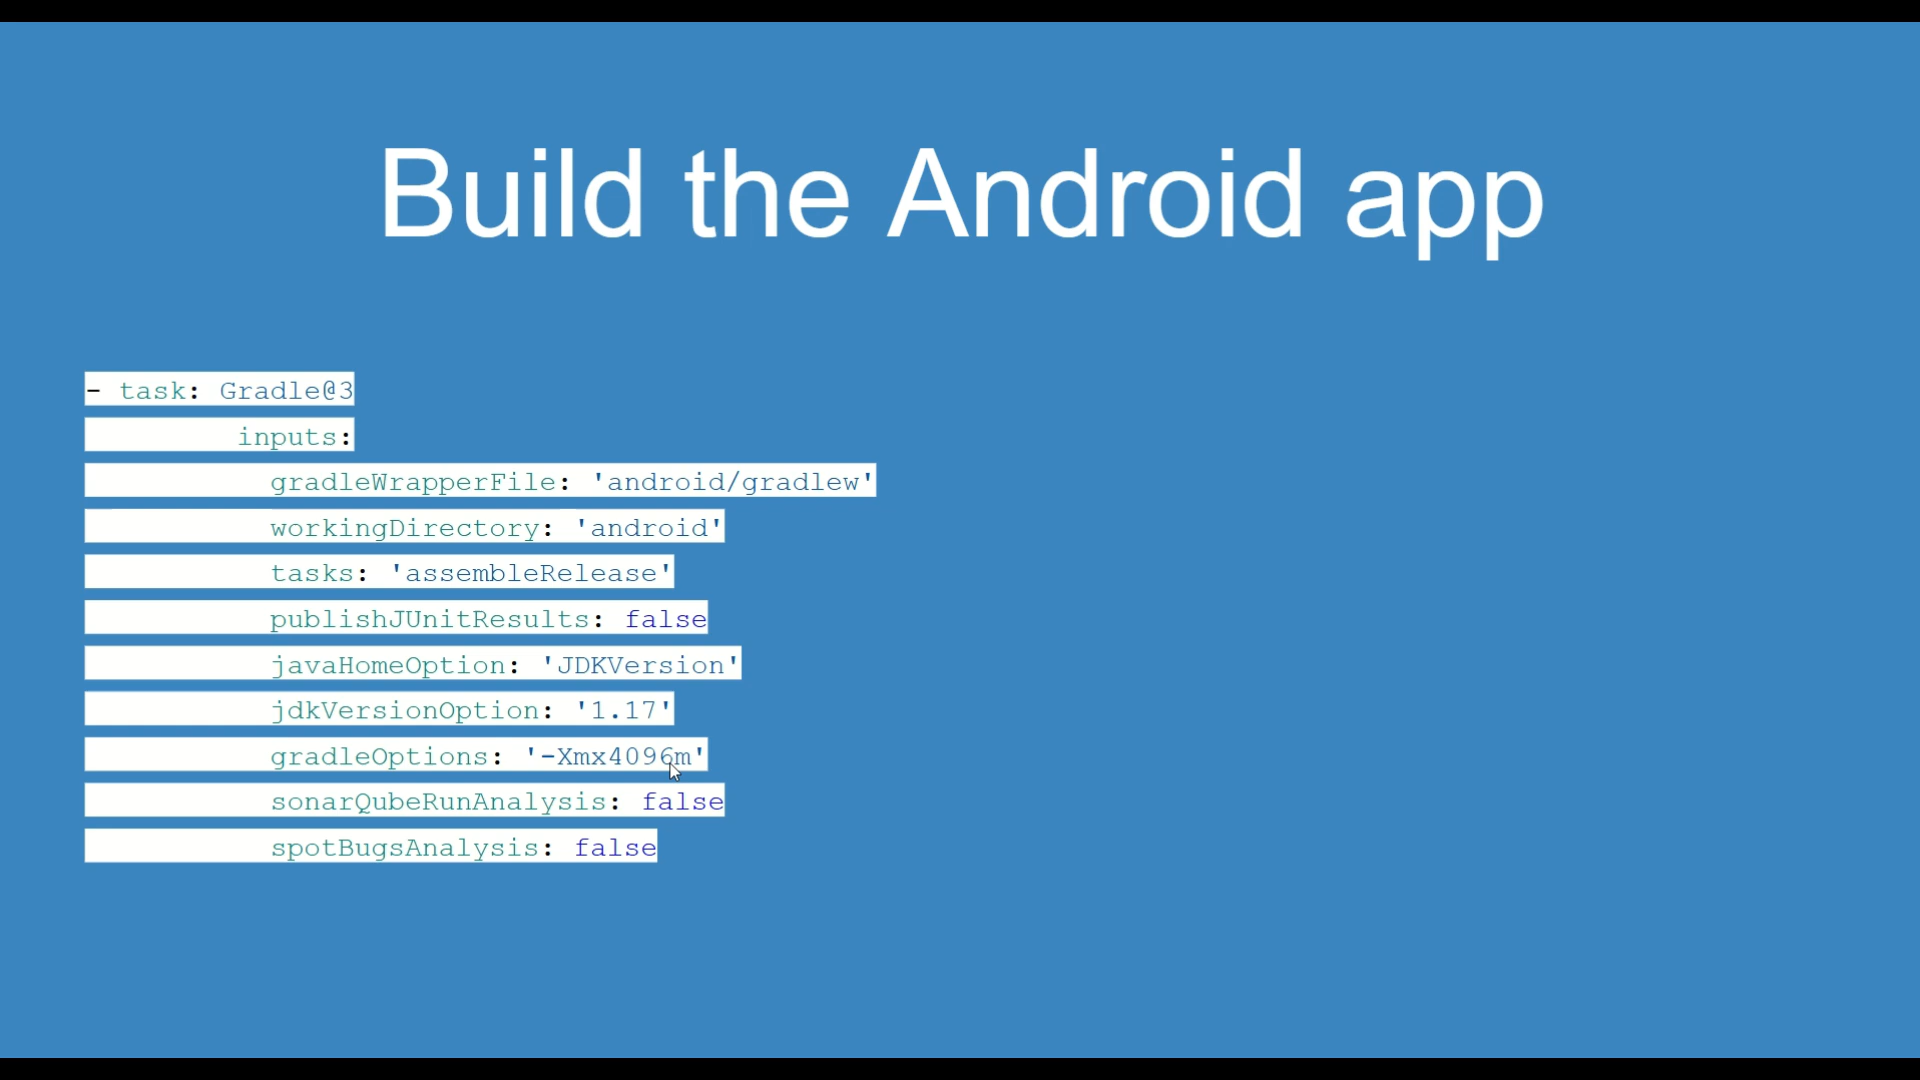 Build the Android app
- task: Gradle@3
inputs:
gradleWrapperFile: 'android/gradlew'
workingDirectory: 'android'
tasks: 'assembleRelease'
publishJUnitResults: false
javaHomeOption: 'JDKVersion'
jdkVersionOption: '1.17'
gradleOptions: '-Xmx4096m'
sonarQubeRunAnalysis: false
spotBugsAnalysis: false